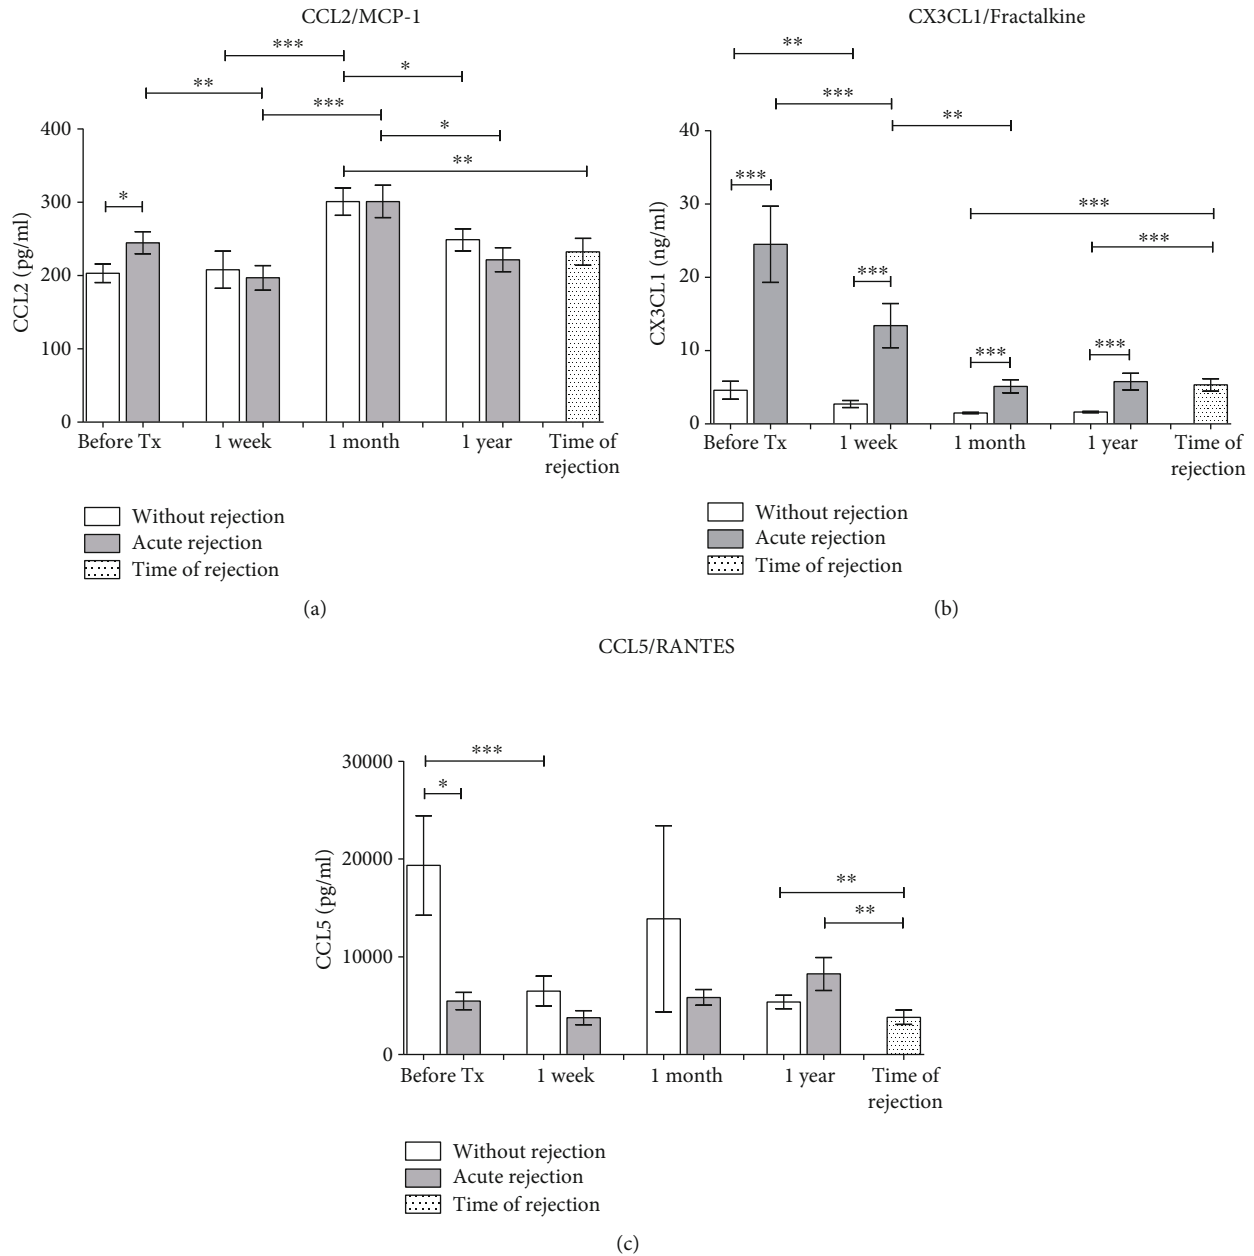 CCL2/MCP-1
***
*
**
***
*
**
*
CCL2 (pg/ml)
400
300
200
100
0
Before Tx
1 week
1 month
1 year
Time of
rejection
Without rejection
Acute rejection
Time of rejection
(a)
CX3CL1/Fractalkine
**
***
**
***
***
***
***
***
***
CX3CL1 (ng/ml)
40
30
20
10
0
Before Tx
1 week
1 month
1 year
Time of
rejection
Without rejection
Acute rejection
Time of rejection
(b)
CCL5/RANTES
***
*
**
**
CCL5 (pg/ml)
30000
20000
10000
0
Before Tx
1 week
1 month
1 year
Time of
rejection
Without rejection
Acute rejection
Time of rejection
(c)